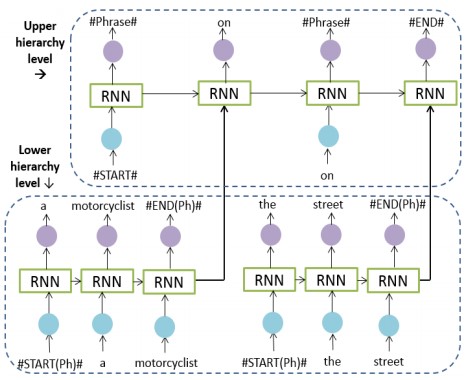 #Phrase# on #Phrase# #END#
Upper
hierarchy
level
→
RNN RNN RNN RNN
#START# on
Lower
hierarchy
level ↓
a motorcyclist #END(Ph)# the street #END(Ph)#
RNN RNN RNN RNN RNN RNN
#START(Ph)# a motorcyclist #START(Ph)# the street